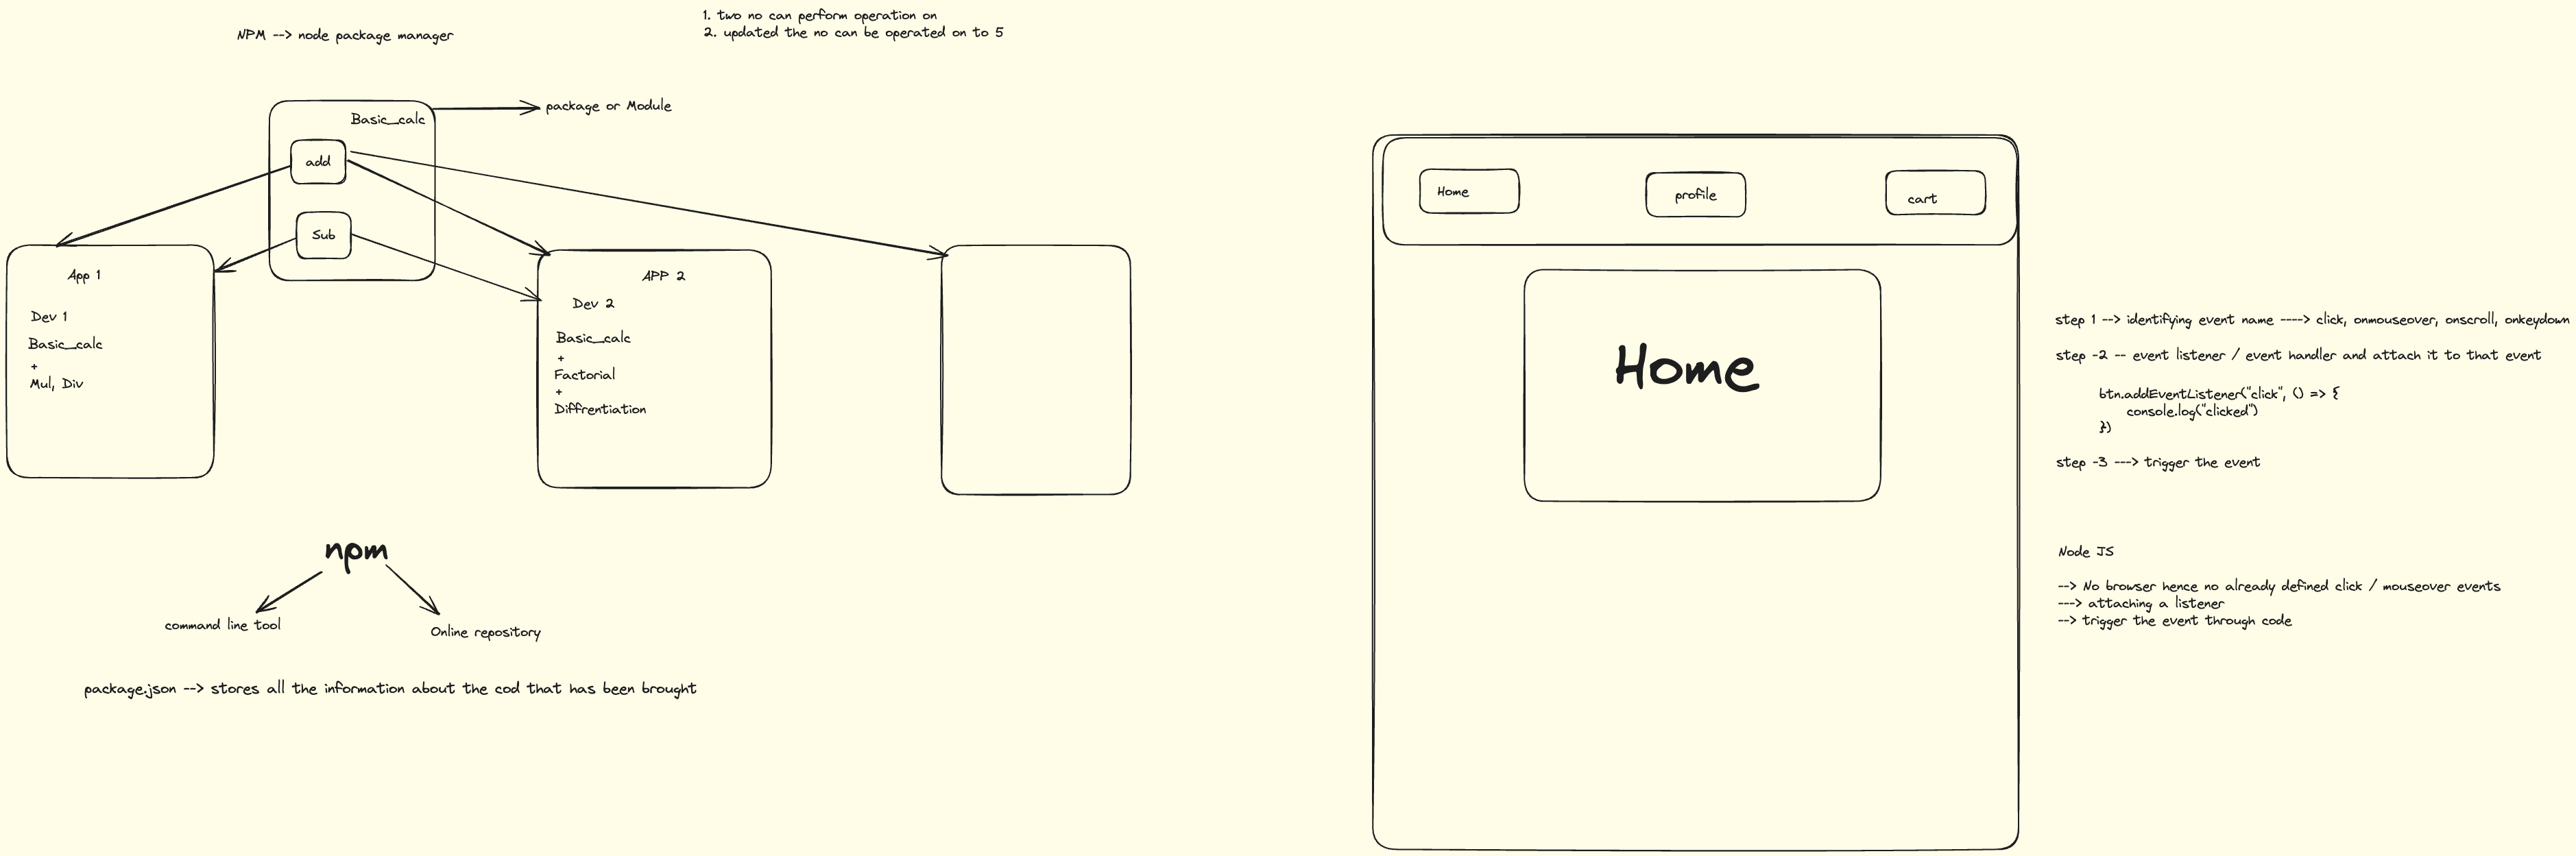 NPM --> node package manager
1. two no can perform operation on
2. updated the no can be operated on to 5
package or Module
Basic_calc
add
Sub
App 1
Dev 1
Basic_calc
+
Mul, Div
APP 2
Dev 2
Basic_calc
+
Factorial
+
Diffrentiation
npm
command line tool
Online repository
package.json --> stores all the information about the cod that has been brought
Home
profile
cart
Home
step 1 --> identifying event name ----> click, onmouseover, onscroll, onkeydown
step -2 -- event listener / event handler and attach it to that event
btn.addEventListener("click", () => {
console.log("clicked")
})
step -3 ---> trigger the event
Node JS
--> No browser hence no already defined click / mouseover events
---> attaching a listener
--> trigger the event through code